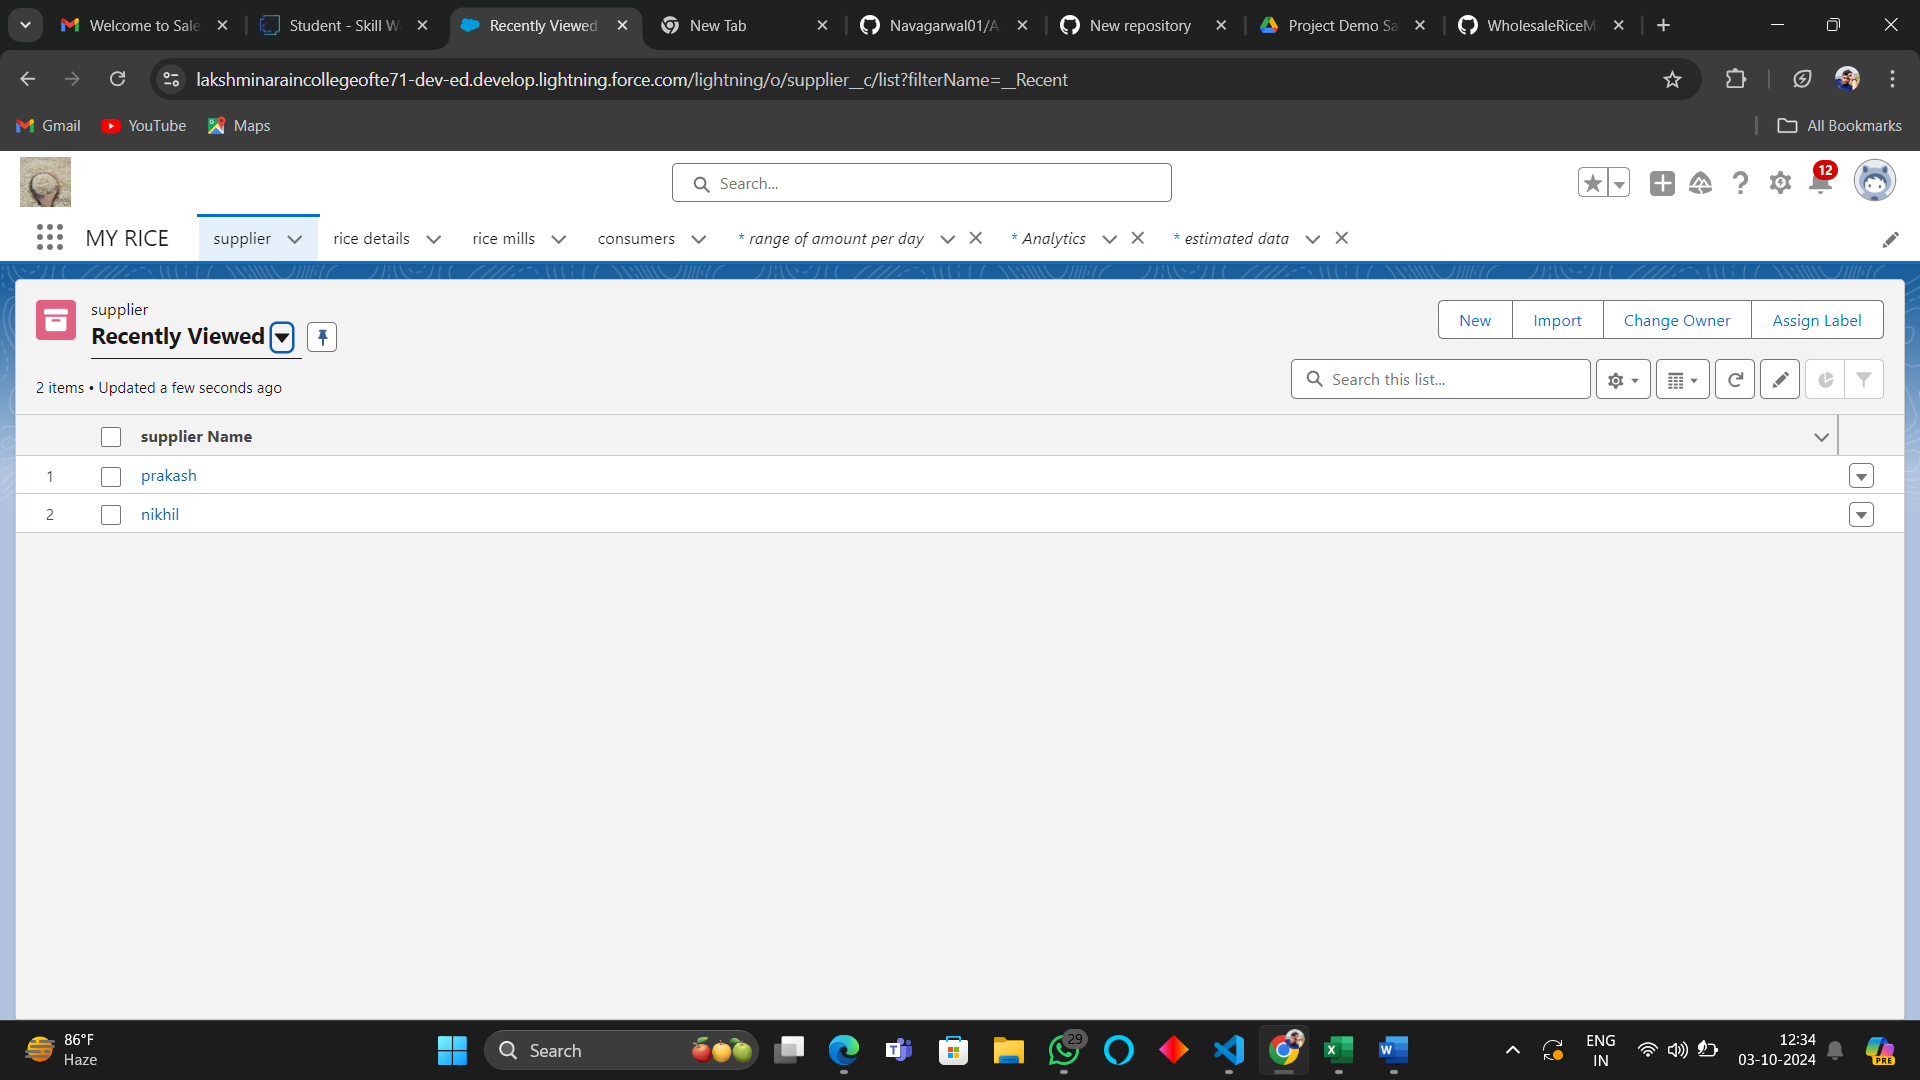 Welcome to Sale
Student - Skill W
Recently Viewed
New Tab
Navagarwal01/A
New repository
Project Demo Sa
WholesaleRiceM
lakshminaraincollegeofte71-dev-ed.develop.lightning.force.com/lightning/o/supplier__c/list?filterName=__Recent
Gmail
YouTube
Maps
All Bookmarks
Search...
12
MY RICE
supplier
rice details
rice mills
consumers
* range of amount per day
* Analytics
* estimated data
supplier
Recently Viewed
New
Import
Change Owner
Assign Label
2 items • Updated a few seconds ago
Search this list...
supplier Name
1
prakash
2
nikhil
86°F
Haze
Search
29
ENG
IN
12:34
03-10-2024
PRE